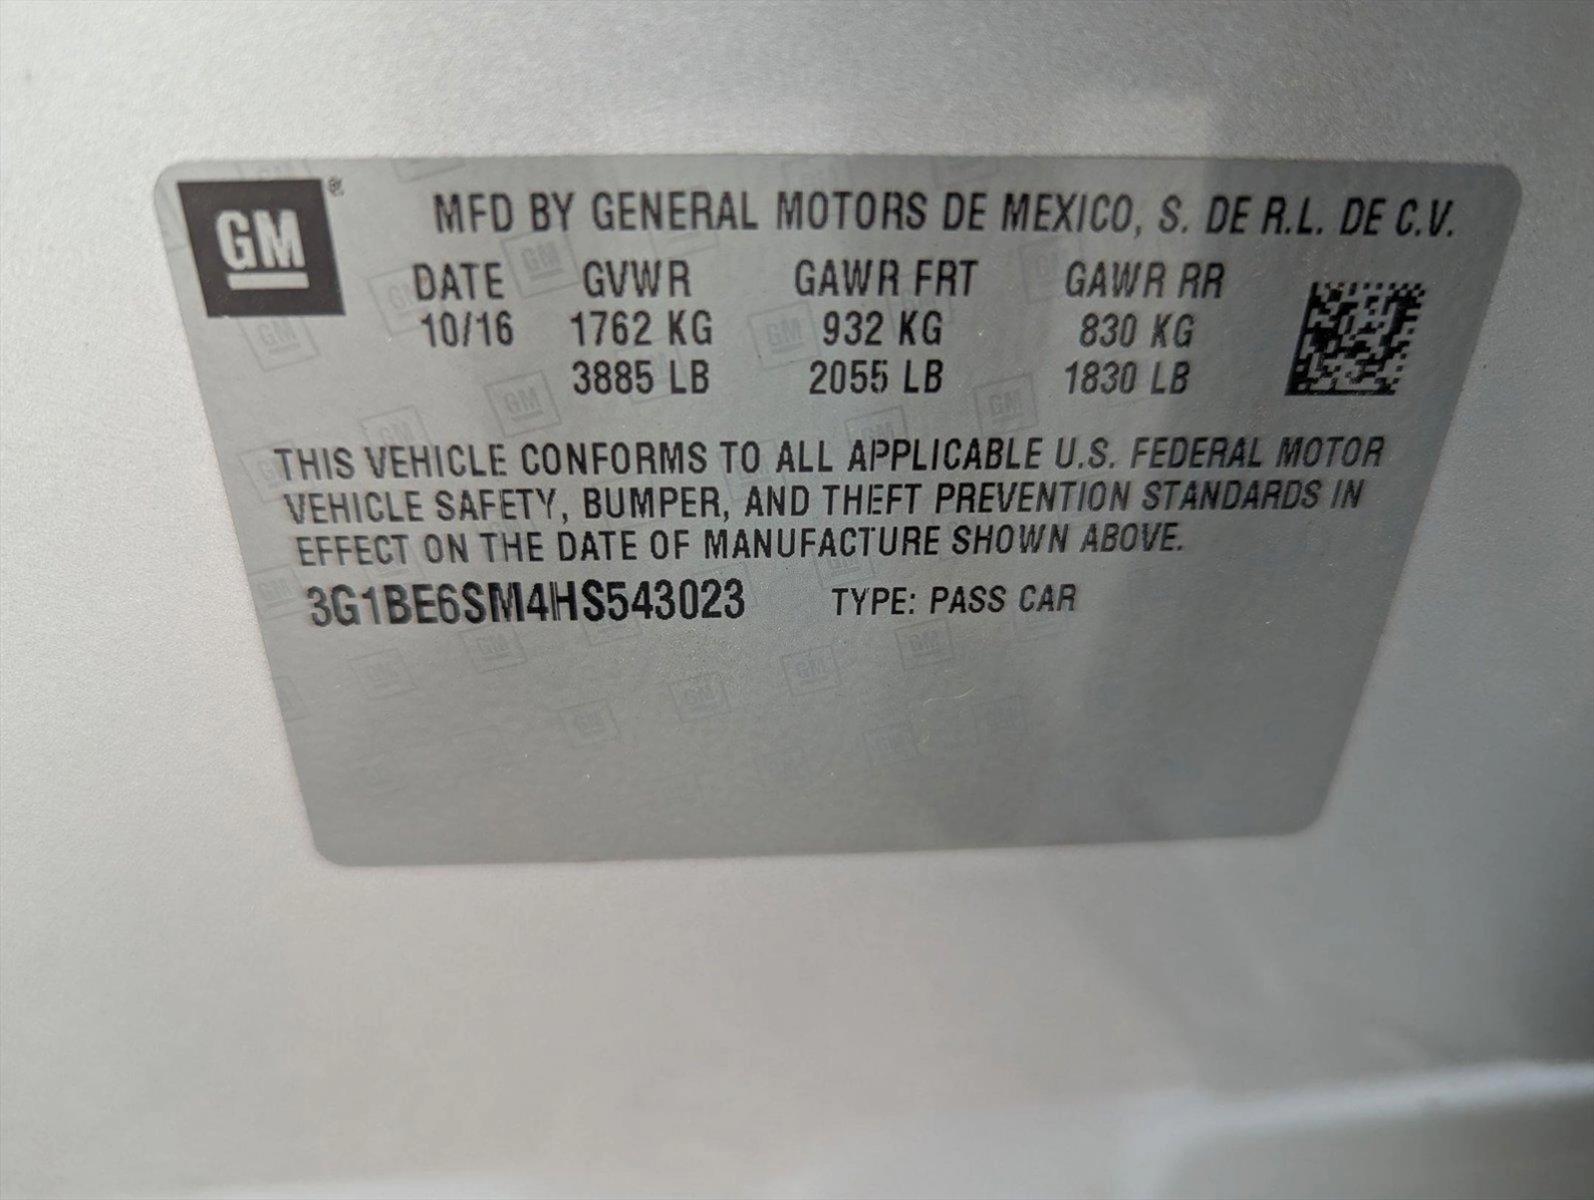 GM ®
MFD BY GENERAL MOTORS DE MEXICO, S. DE R.L. DE C.V.
DATE GVWR GAWR FRT GAWR RR
10/16 1762 KG 932 KG 830 KG
3885 LB 2055 LB 1830 LB
THIS VEHICLE CONFORMS TO ALL APPLICABLE U.S. FEDERAL MOTOR
VEHICLE SAFETY, BUMPER, AND THEFT PREVENTION STANDARDS IN
EFFECT ON THE DATE OF MANUFACTURE SHOWN ABOVE.
3G1BE6SM4HS543023 TYPE: PASS CAR